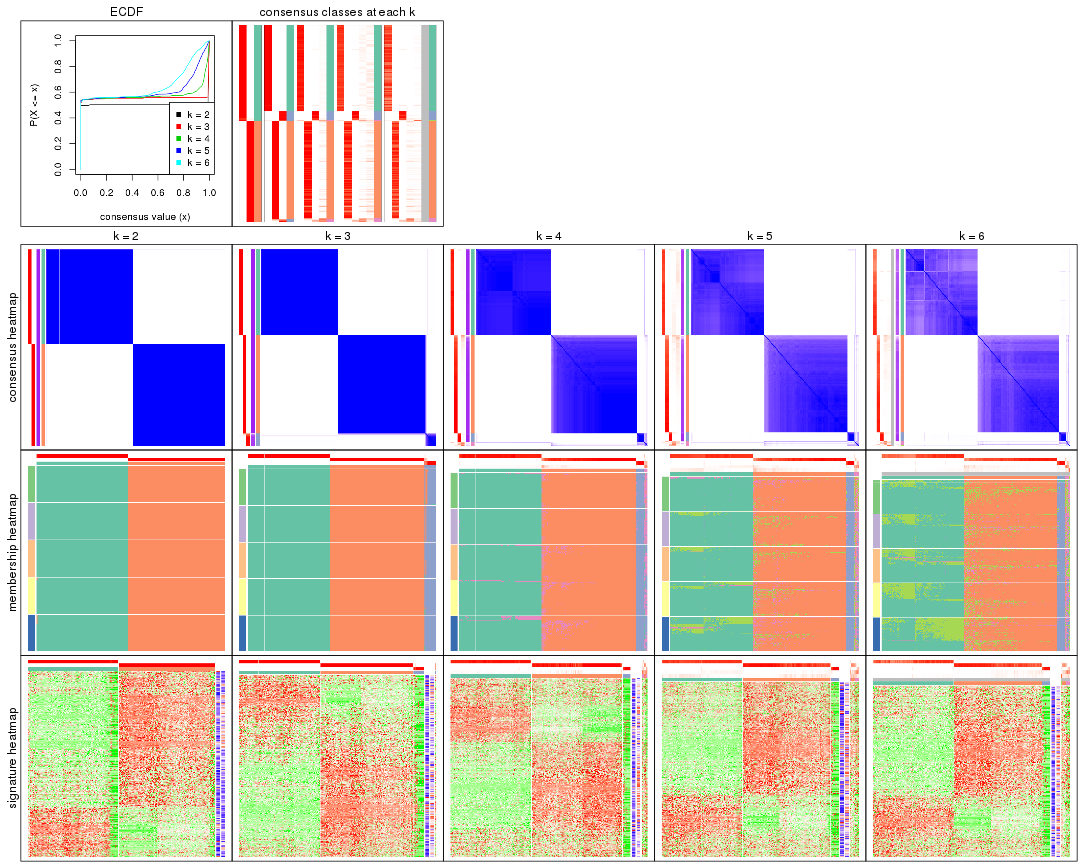 ECDF
consensus classes at each k
P(X <= x)
0.0
0.2
0.4
0.6
0.8
1.0
k = 2
k = 3
k = 4
k = 5
k = 6
0.0 0.2 0.4 0.6 0.8 1.0
consensus value (x)
k = 2
k = 3
k = 4
k = 5
k = 6
consensus heatmap
membership heatmap
signature heatmap